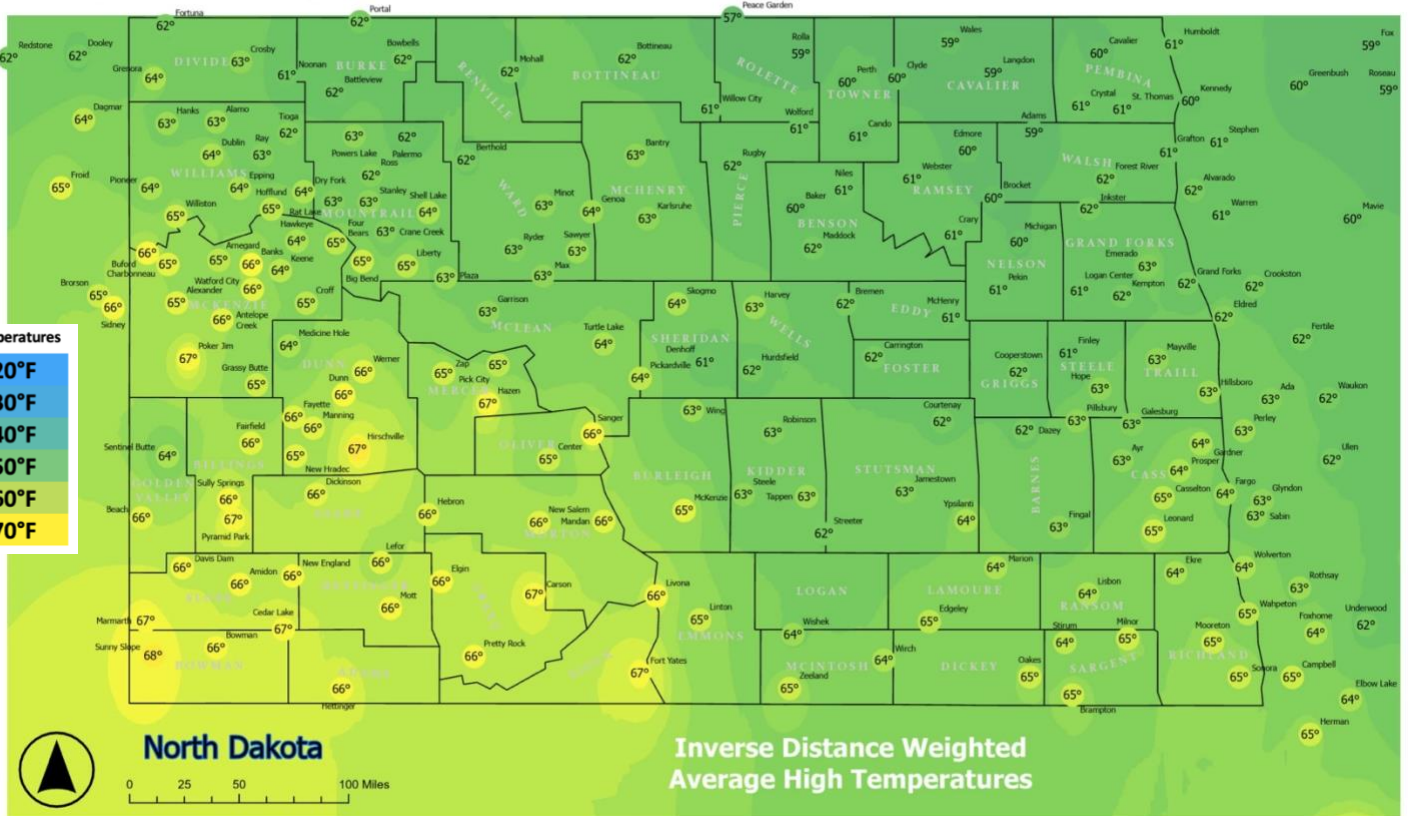 Fortuna
62°
Portal
62°
Peace Garden
57°
Redstone
62°
Dooley
62°
Grenora
64°
DIVIDE
Crosby
63°
Noonan
61°
BURKE
Bowbells
62°
Battleview
62°
RENVILLE
Mohall
62°
Bottineau
62°
BOTTINEAU
ROLETTE
Rolla
59°
Willow City
61°
Wolford
61°
Perth
60°
TOWNER
Cando
61°
Clyde
60°
Wales
59°
Langdon
59°
CAVALIER
Cavalier
60°
PEMBINA
Crystal
61°
St. Thomas
61°
Humboldt
61°
Kennedy
60°
Greenbush
60°
Fox
59°
Roseau
59°
Dagmar
64°
Hanks
63°
Alamo
63°
Tioga
62°
Dublin
64°
Ray
63°
WILLIAMS
Epping
64°
Froid
65°
Pioneer
64°
Williston
65°
Hofflund
65°
Dry Fork
64°
Rat Lake
63°
Powers Lake
63°
Palermo
62°
Ross
62°
Stanley
63°
Shell Lake
64°
MOUNTRAIL
Four
Bears
65°
Crane Creek
63°
Berthold
62°
WARD
Minot
63°
Bantry
63°
MCHENRY
Genoa
64°
Karlsruhe
63°
Rugby
62°
PIERCE
Niles
61°
Baker
60°
BENSON
Maddock
62°
Edmore
60°
Webster
61°
RAMSEY
Crary
61°
Adams
59°
Brocket
60°
WALSH
Forest River
62°
Inkster
62°
Grafton
61°
Stephen
61°
Alvarado
62°
Warren
61°
Mavie
60°
Buford
66°
Charbonneau
65°
Arnegard
65°
Banks
66°
Hawkeye
64°
Keene
64°
Watford City
66°
Alexander
65°
MCKENZIE
Antelope
Creek
66°
Croff
65°
Big Bend
65°
Liberty
65°
Plaza
63°
Ryder
63°
Sawyer
63°
Max
63°
Brorson
65°
Sidney
66°
Michigan
60°
NELSON
Pekin
61°
GRAND FORKS
Emerado
63°
Logan Center
61°
Kempton
62°
Grand Forks
62°
Crookston
62°
Eldred
62°
Fertile
62°
Garrison
63°
MCLEAN
Turtle Lake
64°
Skogmo
64°
SHERIDAN
Denhoff
61°
Pickardville
64°
Harvey
63°
WELLS
Hurdsfield
62°
Bremen
62°
EDDY
McHenry
61°
Carrington
62°
FOSTER
Cooperstown
62°
GRIGGS
Finley
61°
STEELE
Hope
63°
Mayville
63°
TRAILL
Hillsboro
63°
Ada
63°
Waukon
62°
Poker Jim
67°
Grassy Butte
65°
Medicine Hole
64°
DUNN
Werner
66°
Dunn
66°
Zap
65°
Pick City
65°
MERCER
Hazen
67°
peratures
20°F
30°F
40°F
50°F
60°F
70°F
Fayette
66°
Manning
66°
Hirschville
67°
New Hradec
65°
Fairfield
66°
BILLINGS
Sentinel Butte
64°
GOLDEN
VALLEY
Sully Springs
66°
67°
Pyramid Park
Beach
66°
Dickinson
66°
STARK
Hebron
66°
OLIVER
Center
65°
Sanger
66°
New Salem
66°
Mandan
66°
MORTON
Wing
63°
BURLEIGH
McKenzie
65°
Robinson
63°
KIDDER
Steele
63°
Tappen
63°
Courtenay
62°
STUTSMAN
Jamestown
63°
Ypsilanti
64°
Streeter
62°
Dazey
62°
BARNES
Fingal
63°
Pillsbury
63°
Galesburg
63°
Ayr
63°
CASS
Gardner
64°
Prosper
64°
Casselton
65°
Leonard
65°
Perley
63°
Fargo
64°
Glyndon
63°
Sabin
63°
Ulen
62°
Davis Dam
66°
Amidon
66°
SLOPE
New England
66°
HETTINGER
Lefor
66°
Mott
66°
Cedar Lake
67°
Marmarth
67°
Sunny Slope
68°
Bowman
66°
BOWMAN
ADAMS
66°
Hettinger
Elgin
66°
GRANT
Carson
67°
Pretty Rock
66°
SIOUX
Livona
66°
Linton
65°
EMMONS
Fort Yates
67°
LOGAN
Wishek
64°
MCINTOSH
Zeeland
65°
Wirch
64°
Marion
64°
LAMOURE
Edgeley
65°
DICKEY
Oakes
65°
Lisbon
64°
RANSOM
Stirum
64°
Milnor
65°
SARGENT
65°
Brampton
Ekre
64°
Mooreton
65°
RICHLAND
Sonora
65°
Wolverton
64°
Wahpeton
65°
Rothsay
63°
Foxhome
64°
Underwood
62°
Campbell
65°
Elbow Lake
64°
Herman
65°
North Dakota
0 25 50 100 Miles
Inverse Distance Weighted
Average High Temperatures